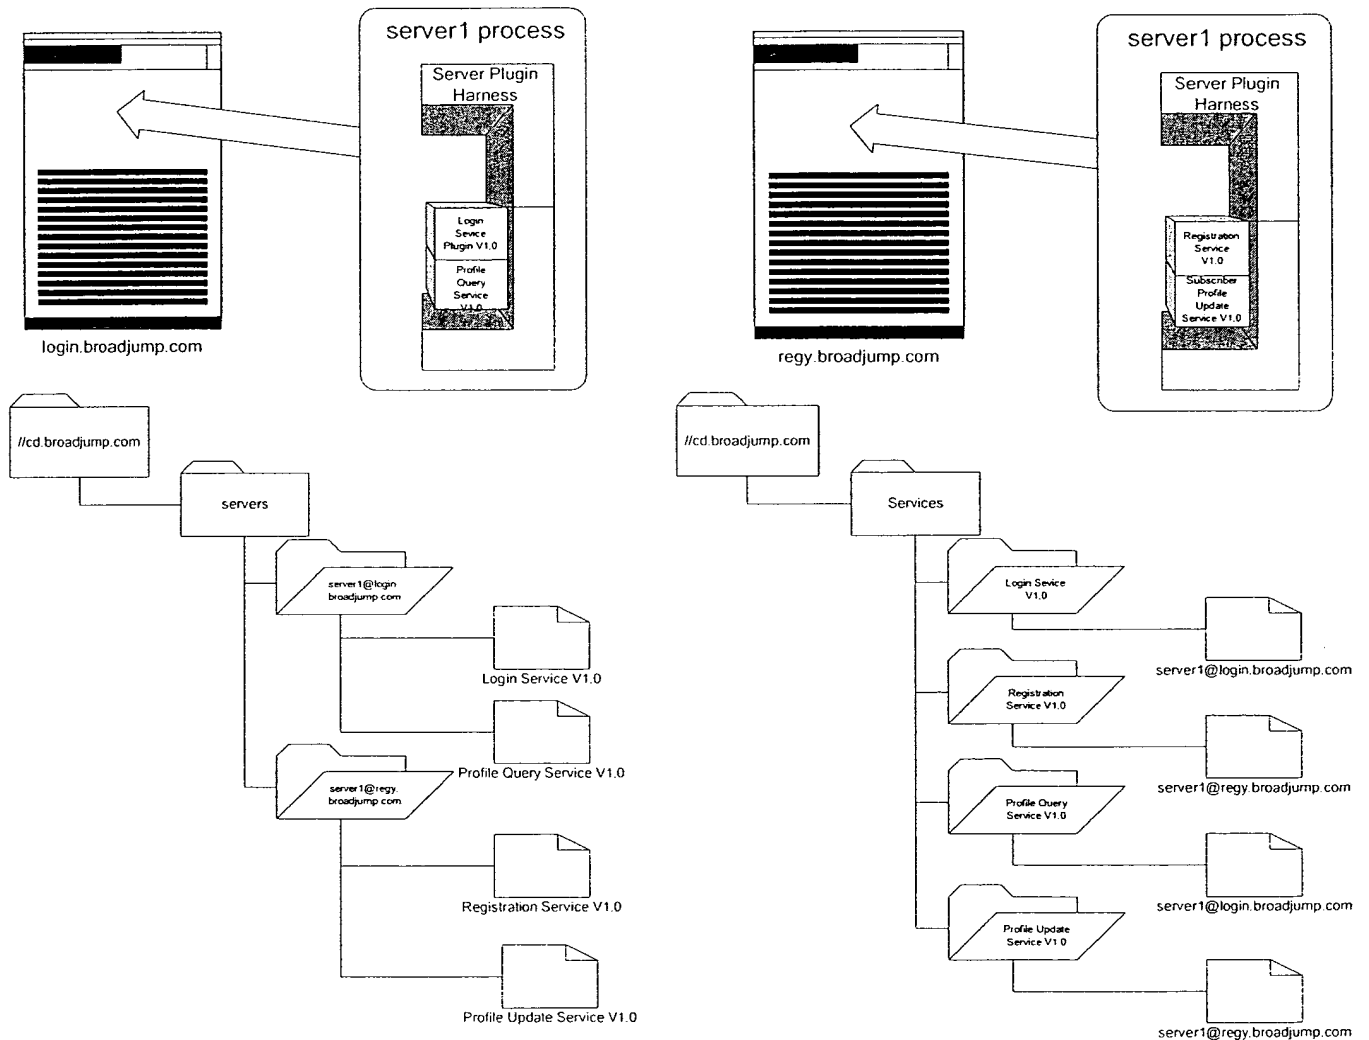 server1 process
Server Plugin
Harness
Login
Sevice
Plugin V1.0
Profile
Query
Service
V1.0
login.broadjump.com
server1 process
Server Plugin
Harness
Registration
Service
V1.0
Subscriber
Profile
Update
Service V1.0
regy.broadjump.com
//cd.broadjump.com
servers
server1@login
broadjump com
Login Service V1.0
Profile Query Service V1.0
server1@regy.
broadjump com.
Registration Service V1.0
Profile Update Service V1.0
//cd.broadjump.com
Services
Login Sevice
V1.0
server1@login.broadjump.com
Registration
Service V1.0
server1@regy.broadjump.com
Profile Query
Service V1.0
server1@login.broadjump.com
Profile Update
Service V1 0
server1@regy.broadjump.com